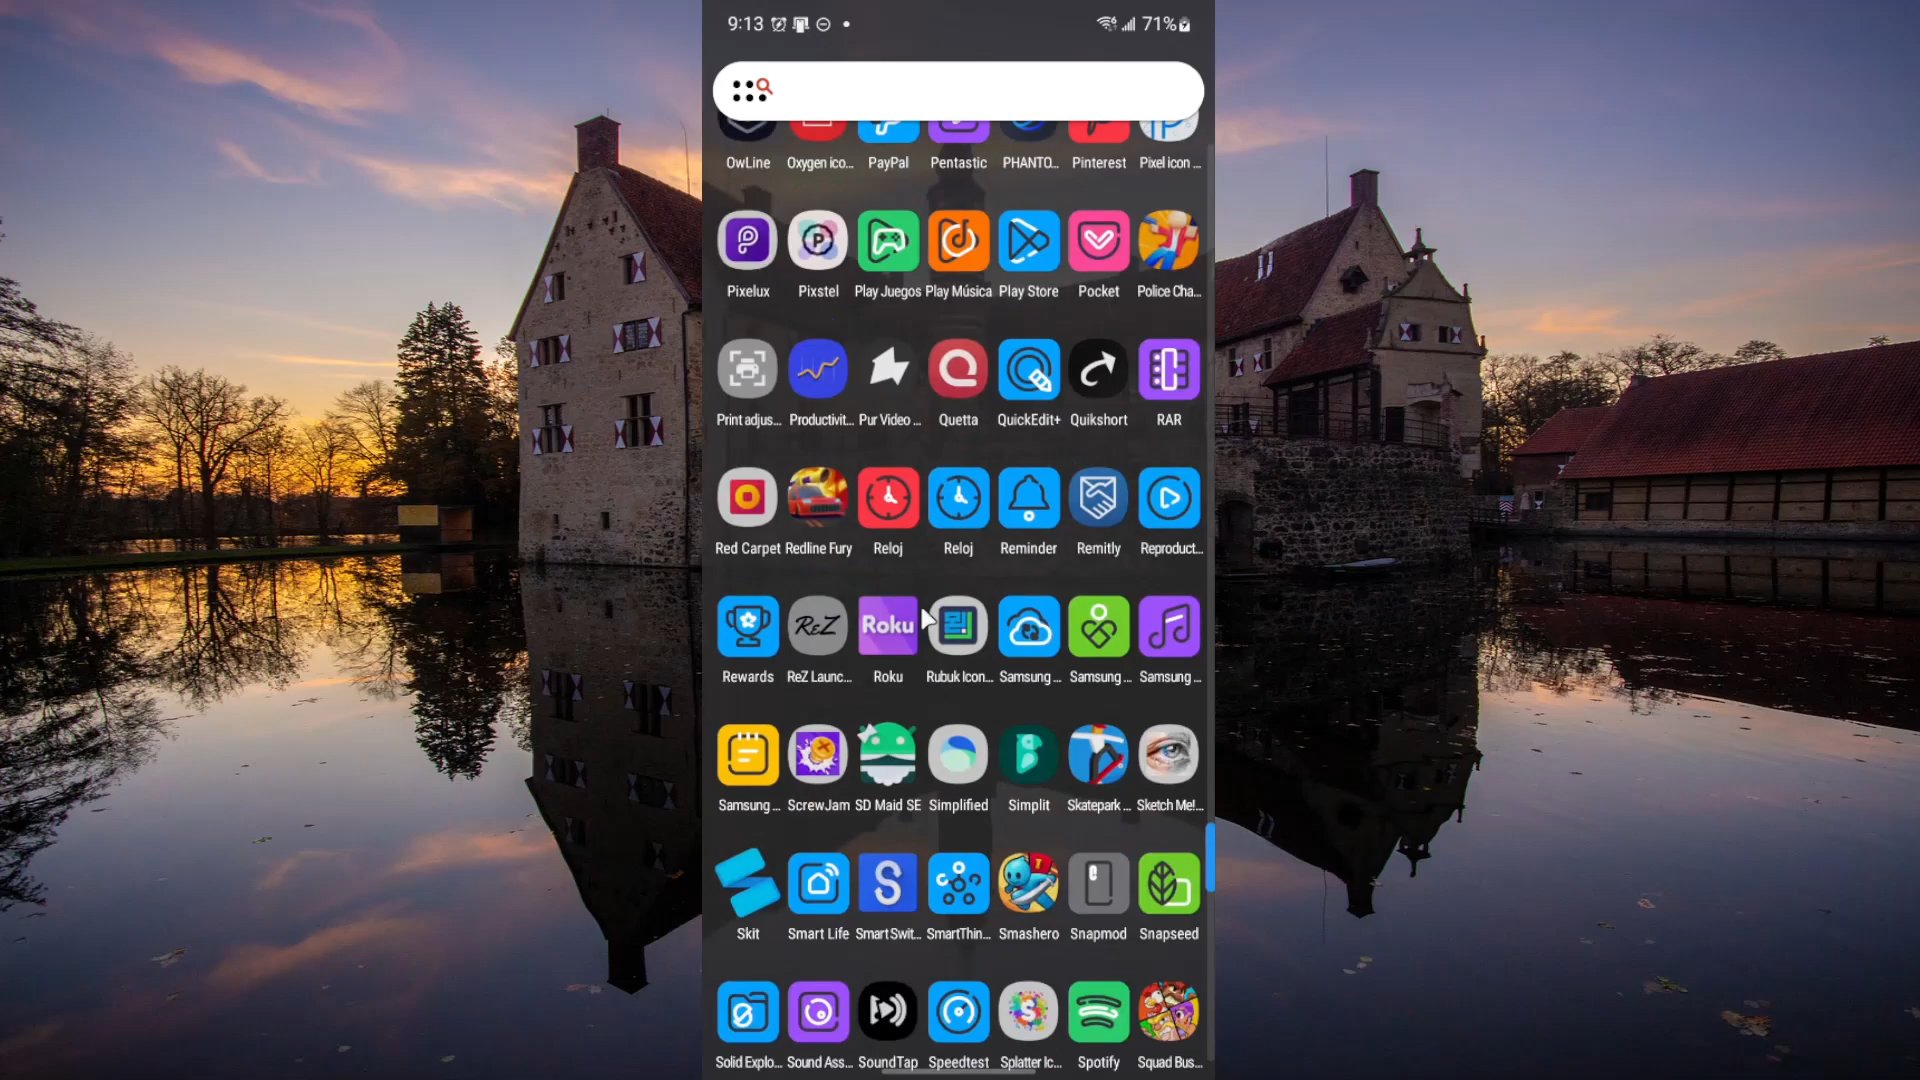 9:13 71%
OwLine Oxygen ico... PayPal Pentastic PHANTO... Pinterest Pixel icon ...
Pixelux Pixstel Play Juegos Play Música Play Store Pocket Police Cha...
Print adjus... Productivit... Pur Video ... Quetta QuickEdit+ Quikshort RAR
Red Carpet Redline Fury Reloj Reloj Reminder Remitly Reproduct...
ReZ Roku
Rewards ReZ Launc... Roku Rubuk Icon... Samsung ... Samsung ... Samsung ...
Samsung ... ScrewJam SD Maid SE Simplified Simplit Skatepark ... Sketch Me!...
Skit Smart Life Smart Swit... SmartThin... Smashero Snapmod Snapseed
Solid Explo... Sound Ass... SoundTap Speedtest Splatter Ic... Spotify Squad Bus...